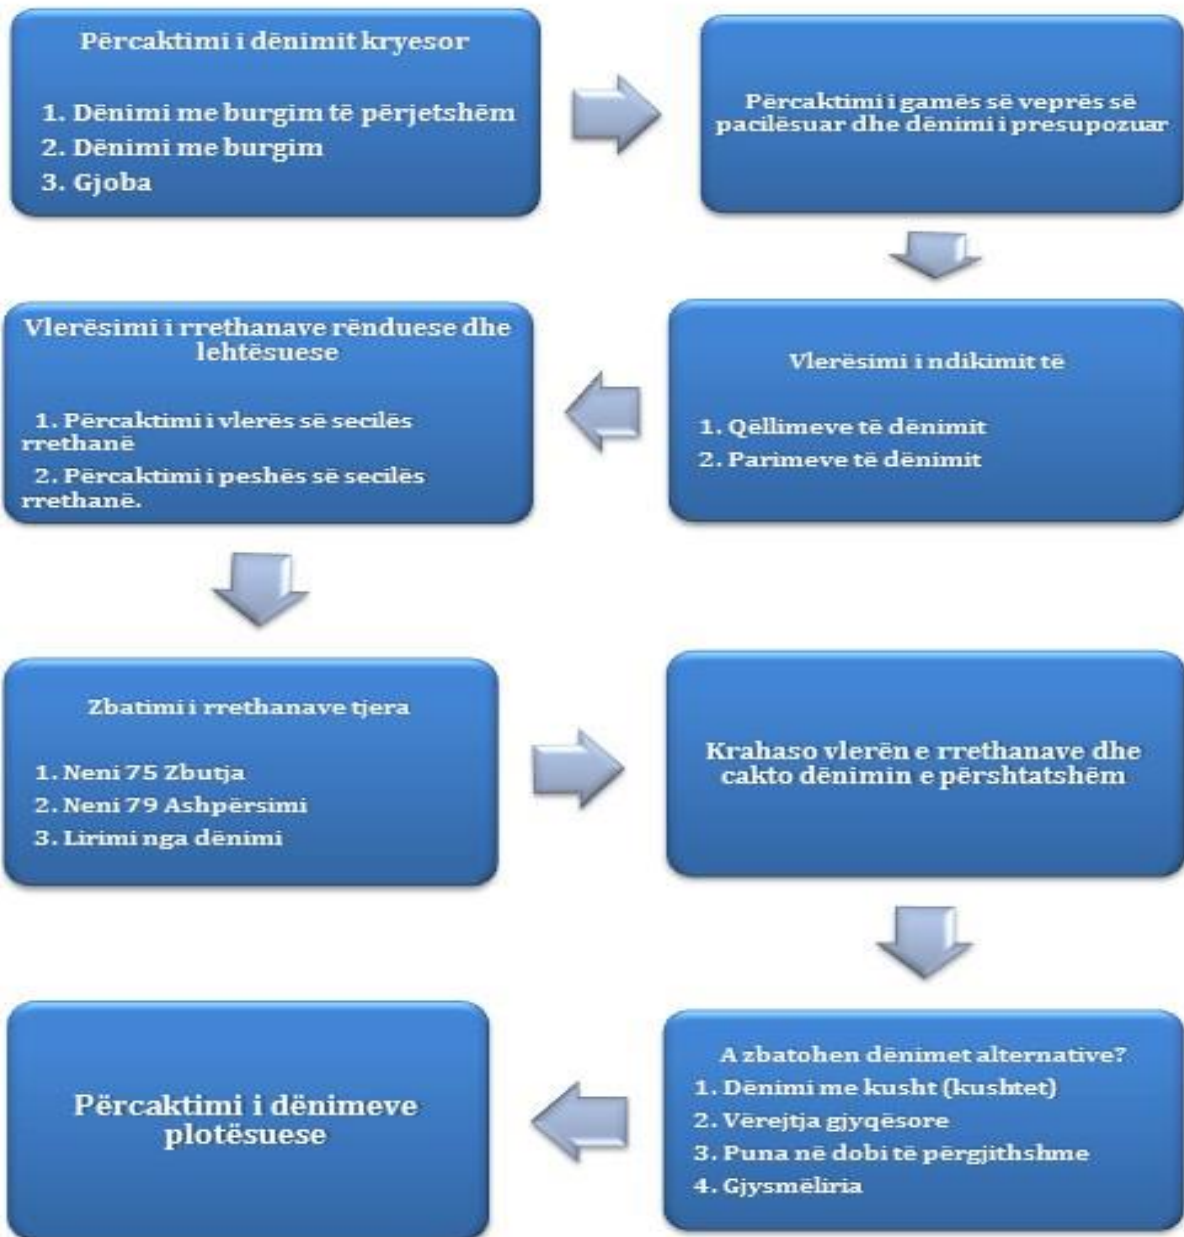 Përcaktimi i dënimit kryesor
1. Dënimi me burgim të përjetshëm
2. Dënimi me burgim
3. Gjoba
Përcaktimi i gamës së veprës së
pacilësuar dhe dënimi i presupozuar
Vlerësimi i ndikimit të
1. Qëllimeve të dënimit
2. Parimeve të dënimit
Vlerësimi i rrethanave rënduese dhe
lehtësuese
1. Përcaktimi i vlerës së secilës
rrethanë
2. Përcaktimi i peshës së secilës
rrethanë.
Zbatimi i rrethanave tjera
1. Neni 75 Zbutja
2. Neni 79 Ashpërsimi
3. Lirimi nga dënimi
Krahaso vlerën e rrethanave dhe
cakto dënimin e përshtatshëm
A zbatohen dënimet alternative?
1. Dënimi me kusht (kushtet)
2. Vërejtja gjyqësore
3. Puna në dobi të përgjithshme
4. Gjysmëliria
Përcaktimi i dënimeve
plotësuese